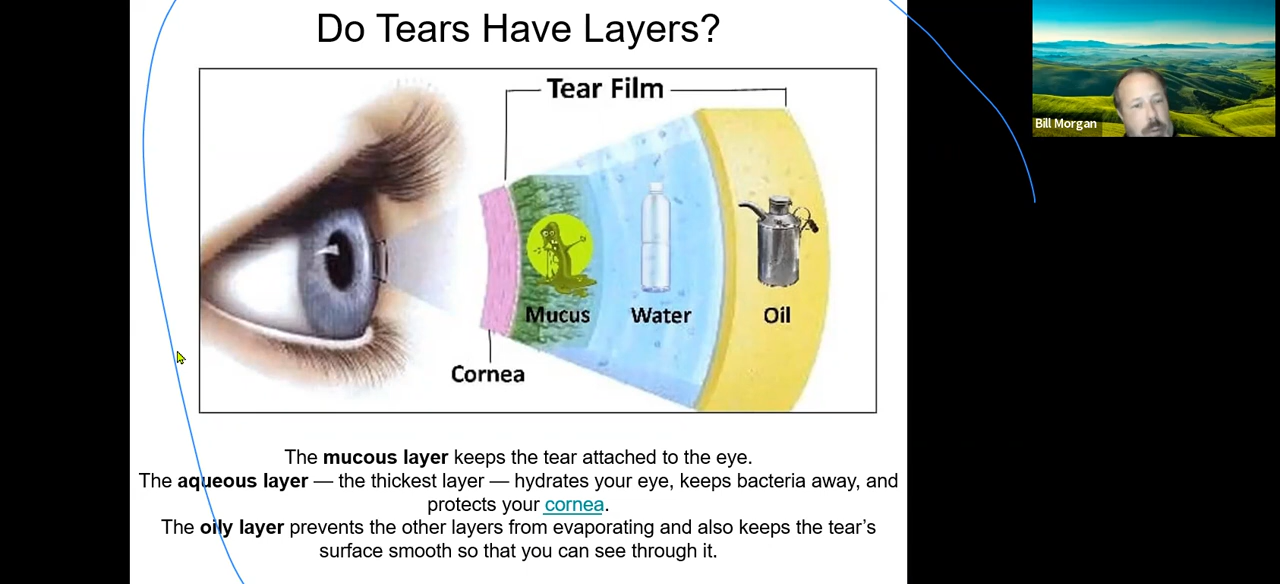 Do Tears Have Layers?
Tear Film
Mucus
Water
Oil
Cornea
The mucous layer keeps the tear attached to the eye.
The aqueous layer — the thickest layer — hydrates your eye, keeps bacteria away, and
protects your cornea.
The oily layer prevents the other layers from evaporating and also keeps the tear’s
surface smooth so that you can see through it.
Bill Morgan